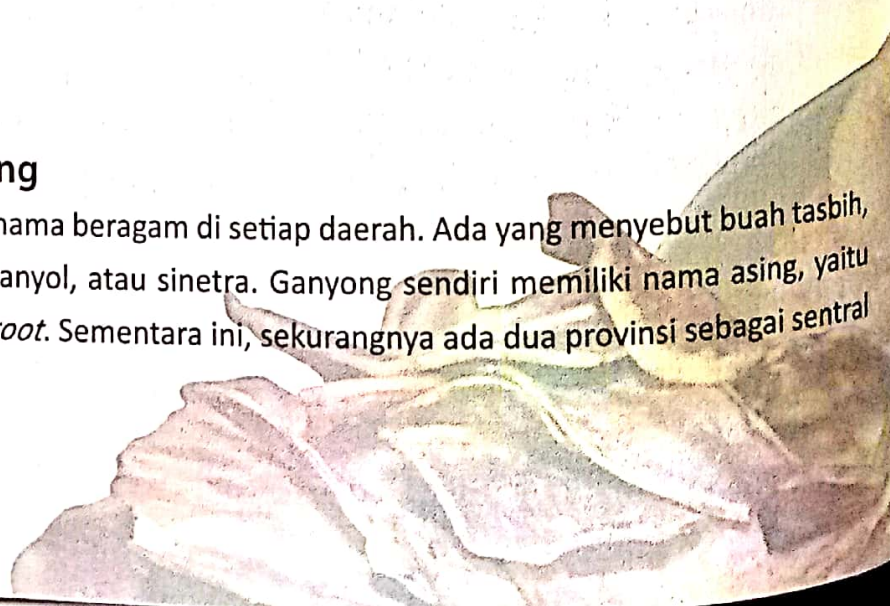 ng
nama beragam di setiap daerah. Ada yang menyebut buah tasbih,
anyol, atau sinetra. Ganyong sendiri memiliki nama asing, yaitu
root. Sementara ini, sekurangnya ada dua provinsi sebagai sentral